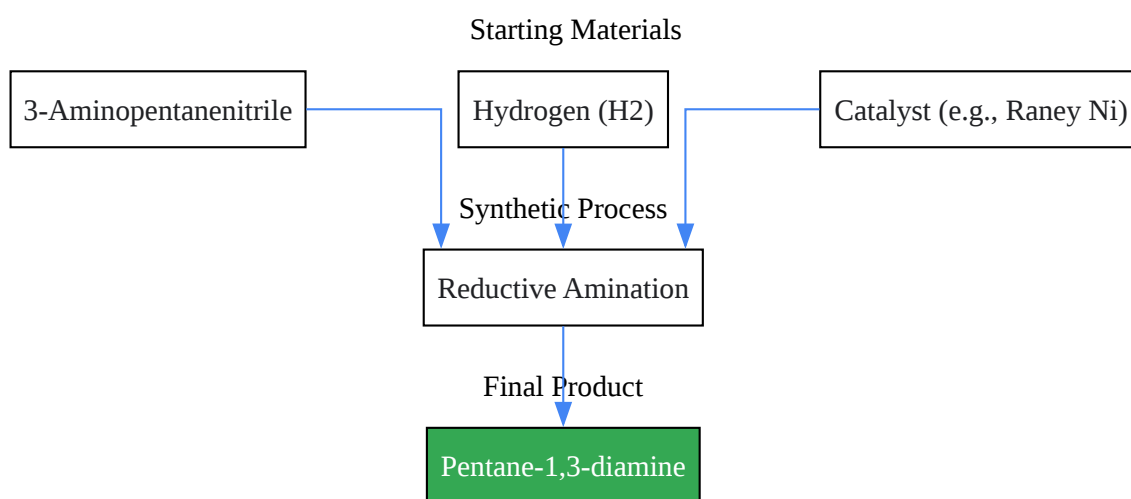 Starting Materials
3-Aminopentanenitrile
Hydrogen (H2)
Catalyst (e.g., Raney Ni)
Synthetic Process
Reductive Amination
Final Product
Pentane-1,3-diamine